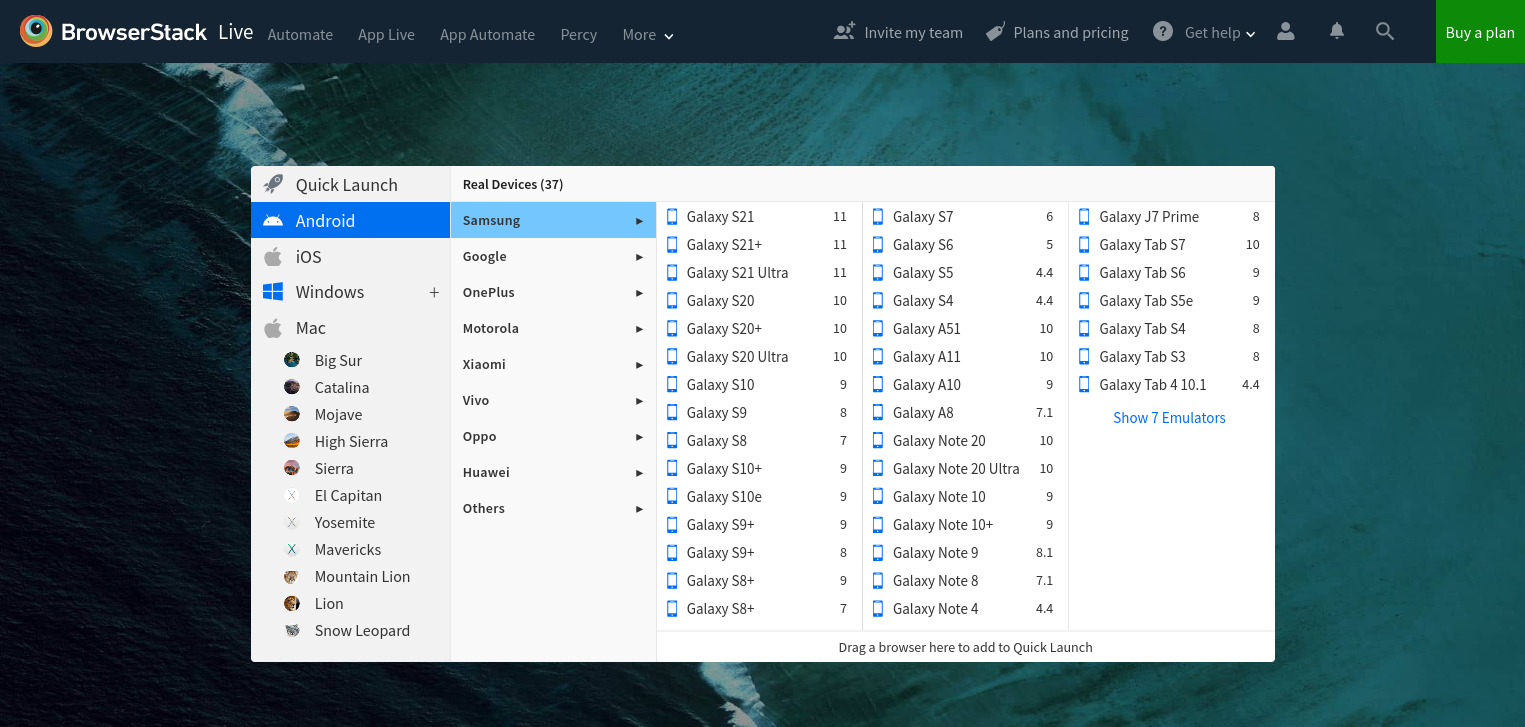 BrowserStack Live Automate App Live App Automate Percy More Invite my team Plans and pricing ? Get help Buy a plan
Quick Launch
Android
iOS
Windows +
Mac
Big Sur
Catalina
Mojave
High Sierra
Sierra
El Capitan
Yosemite
Mavericks
Mountain Lion
Lion
Snow Leopard
Real Devices (37)
Samsung
Google
OnePlus
Motorola
Xiaomi
Vivo
Oppo
Huawei
Others
Galaxy S21 11
Galaxy S21+ 11
Galaxy S21 Ultra 11
Galaxy S20 10
Galaxy S20+ 10
Galaxy S20 Ultra 10
Galaxy S10 9
Galaxy S9 8
Galaxy S8 7
Galaxy S10+ 9
Galaxy S10e 9
Galaxy S9+ 9
Galaxy S9+ 8
Galaxy S8+ 9
Galaxy S8+ 7
Galaxy S7 6
Galaxy S6 5
Galaxy S5 4.4
Galaxy S4 4.4
Galaxy A51 10
Galaxy A11 10
Galaxy A10 9
Galaxy A8 7.1
Galaxy Note 20 10
Galaxy Note 20 Ultra 10
Galaxy Note 10 9
Galaxy Note 10+ 9
Galaxy Note 9 8.1
Galaxy Note 8 7.1
Galaxy Note 4 4.4
Galaxy J7 Prime 8
Galaxy Tab S7 10
Galaxy Tab S6 9
Galaxy Tab S5e 9
Galaxy Tab S4 8
Galaxy Tab S3 8
Galaxy Tab 4 10.1 4.4
Show 7 Emulators
Drag a browser here to add to Quick Launch